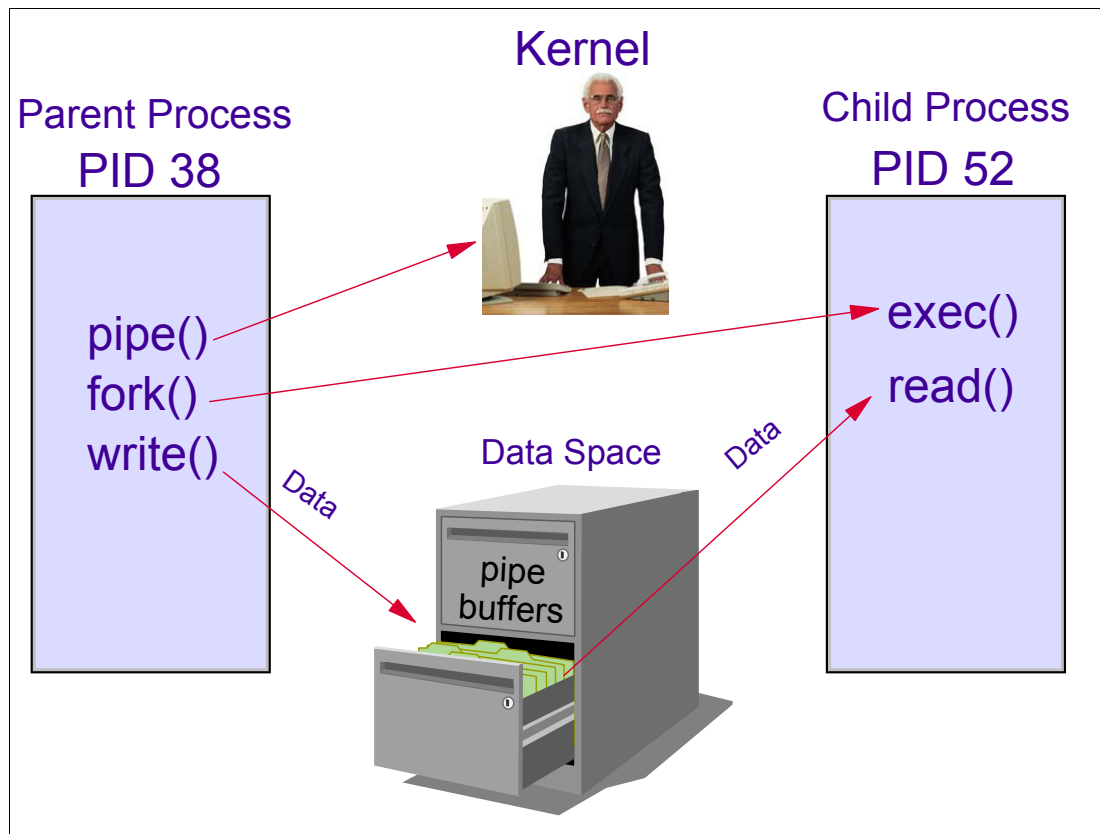 Kernel
Parent Process
PID 38
Child Process
PID 52
pipe()
fork()
write()
exec()
read()
Data
Data Space
Data
pipe
buffers